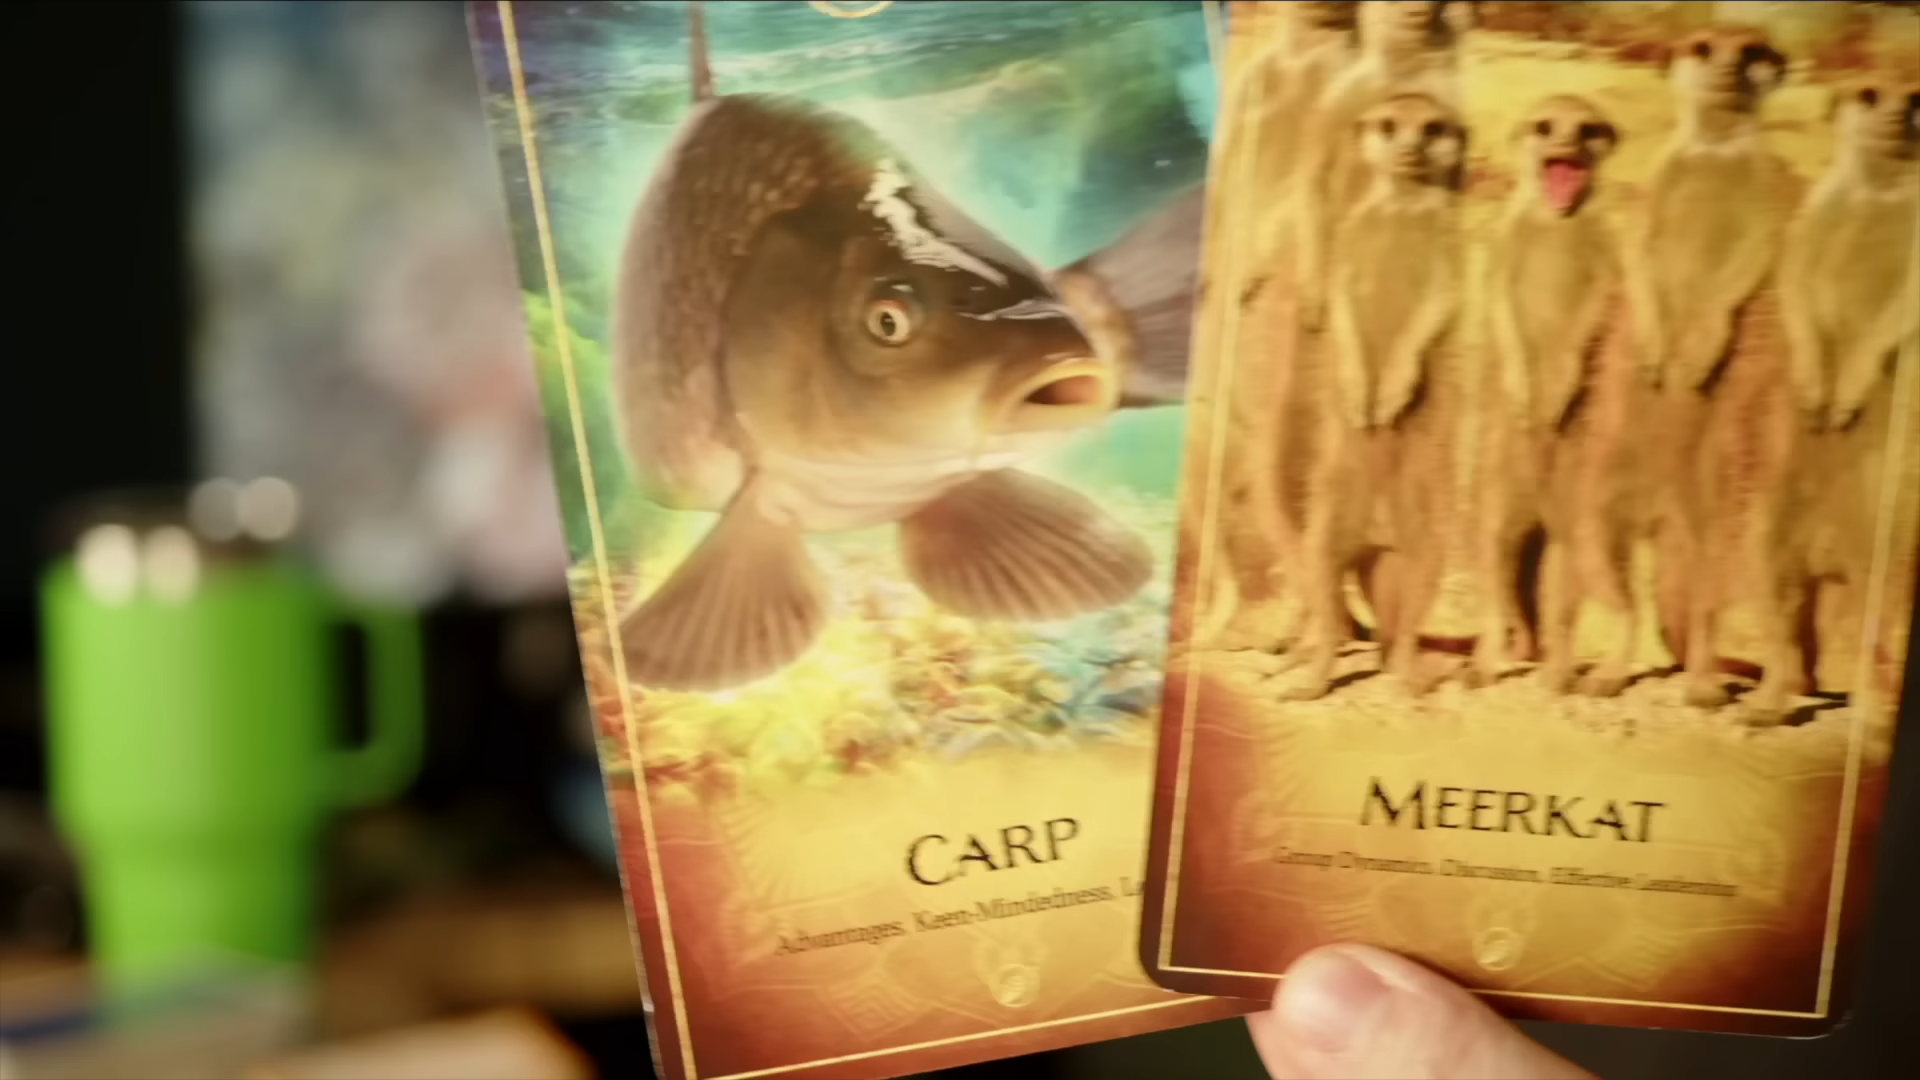 CARP
Advantages, Keen-Mindedness,
MEERKAT
Group Dynamics, Discussion, Effective Leadership